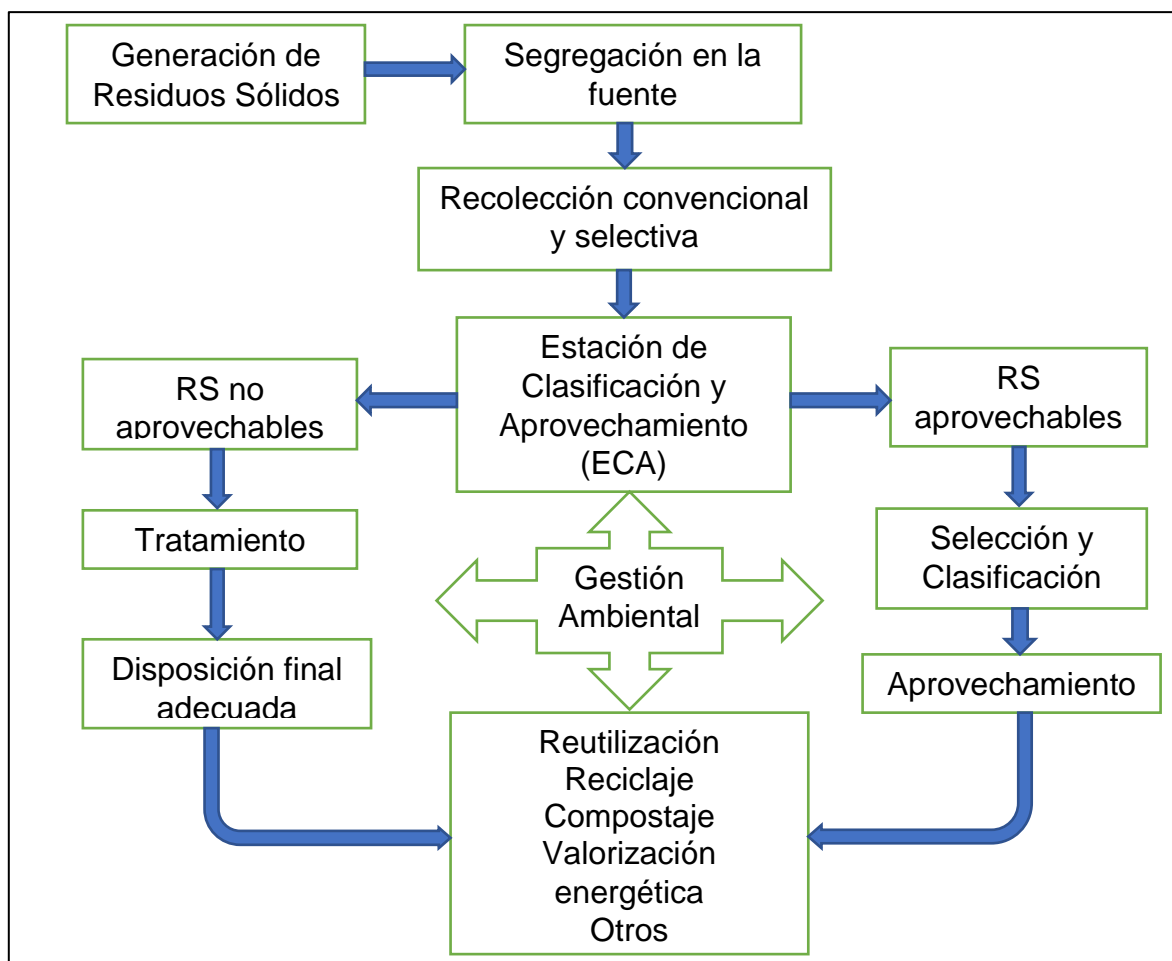 Generación de
Residuos Sólidos
Segregación en la
fuente
Recolección convencional
y selectiva
Estación de
Clasificación y
Aprovechamiento
(ECA)
RS no
aprovechables
RS
aprovechables
Tratamiento
Selección y
Clasificación
Gestión
Ambiental
Disposición final
adecuada
Aprovechamiento
Reutilización
Reciclaje
Compostaje
Valorización
energética
Otros